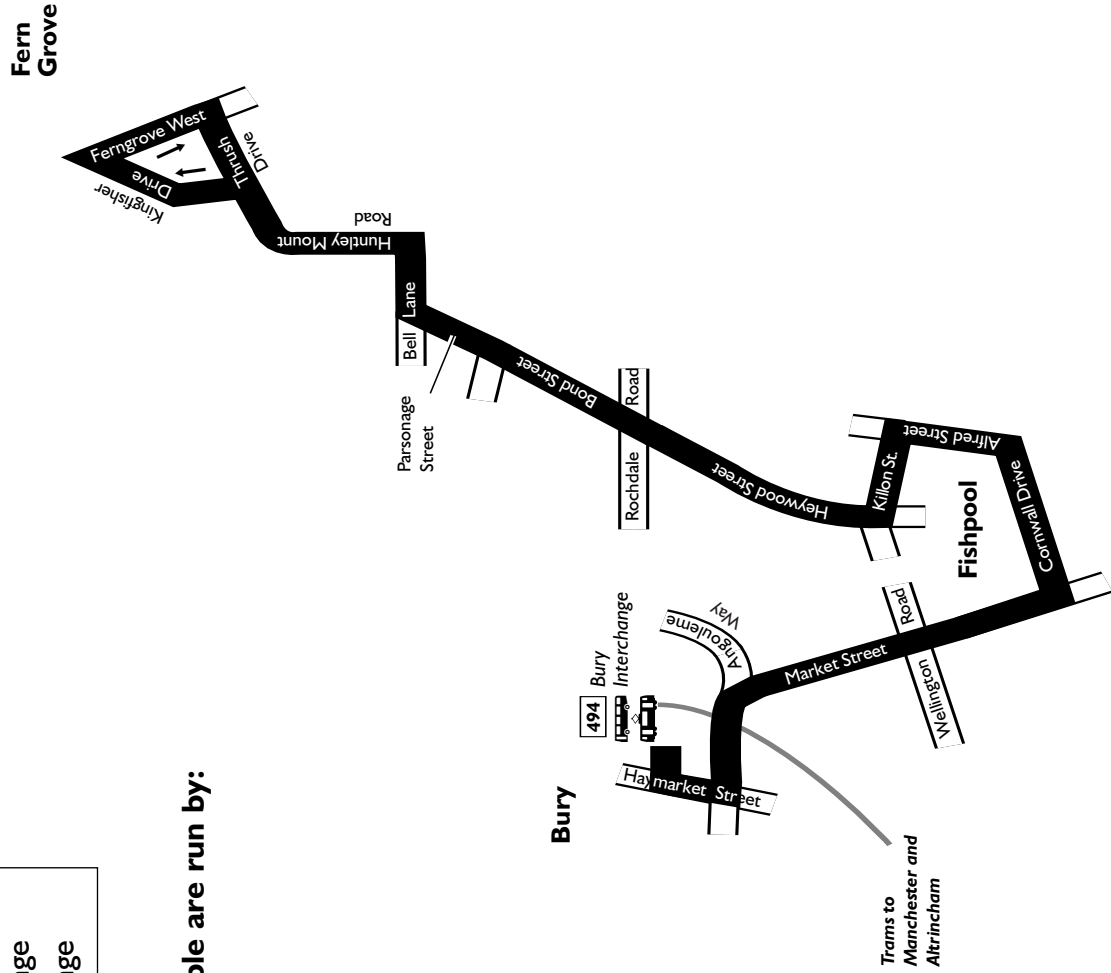 Fern
Grove
Ferngrove West
Kingfisher
Drive
Thrush
Drive
Huntley Mount
Road
Bell Lane
Parsonage
Street
Bond Street
Rochdale Road
Heywood Street
Killon St.
Alfred Street
Fishpool
Cornwall Drive
Wellington Road
Market Street
Angouleme
Way
494
Bury
Interchange
Haymarket Street
Bury
Trams to
Manchester and
Altrincham
ble are run by:
ge
ge